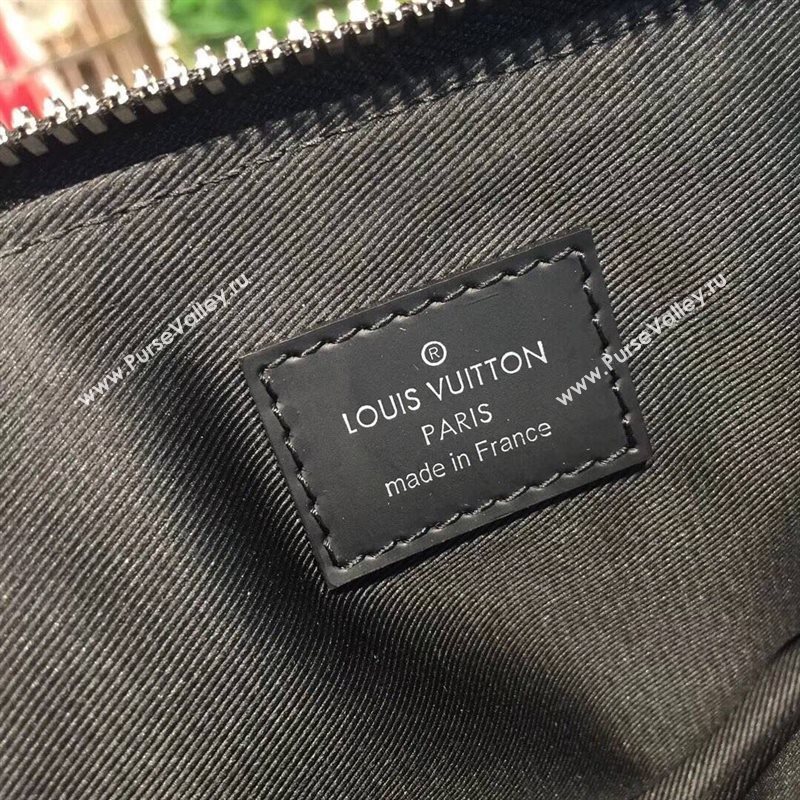 ®
LOUIS VUITTON
PARIS
made in France
www.PurseValley.ru
www.PurseValley.ru